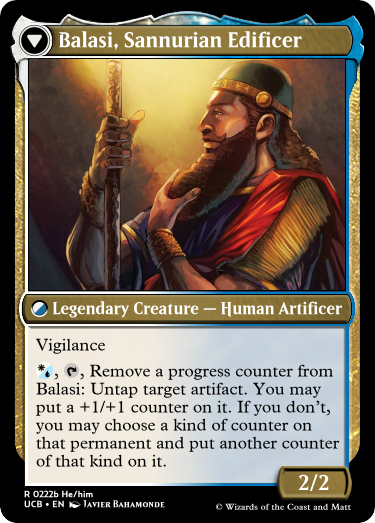 Balasi, Sannurian Edificer
Legendary Creature — Human Artificer
Vigilance
, , Remove a progress counter from
Balasi: Untap target artifact. You may
put a +1/+1 counter on it. If you don't,
you may choose a kind of counter on
that permanent and put another counter
of that kind on it.
2/2
R 0222b He/him
UCB • EN Javier Bahamonde
© Wizards of the Coast and Matt